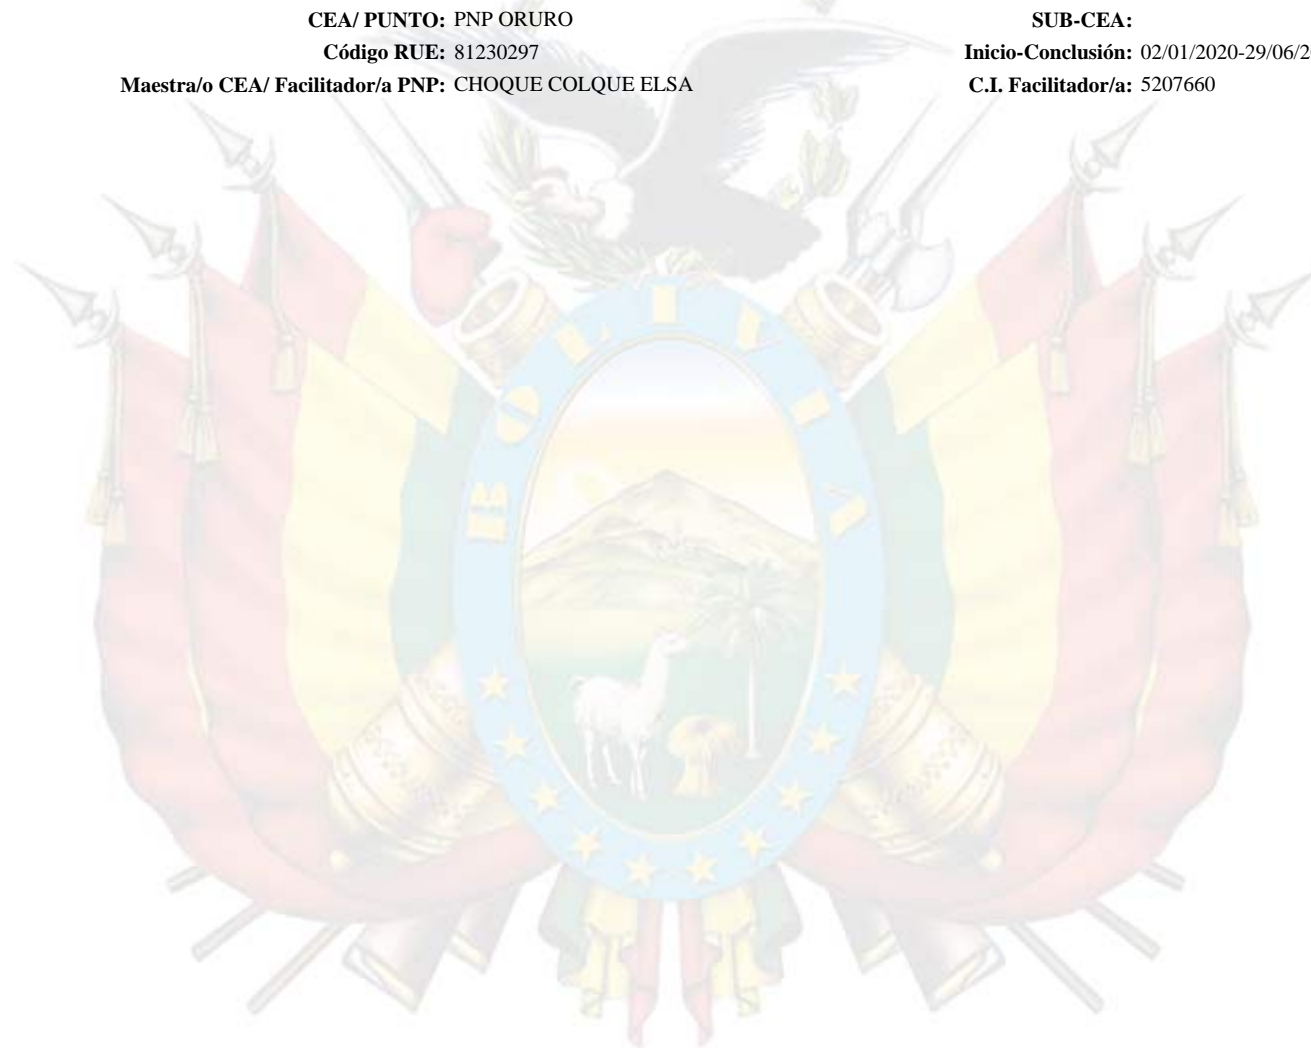 CEA/ PUNTO: PNP ORURO SUB-CEA:
Código RUE: 81230297 Inicio-Conclusión: 02/01/2020-29/06/2
Maestra/o CEA/ Facilitador/a PNP: CHOQUE COLQUE ELSA C.I. Facilitador/a: 5207660
BOLIVIA